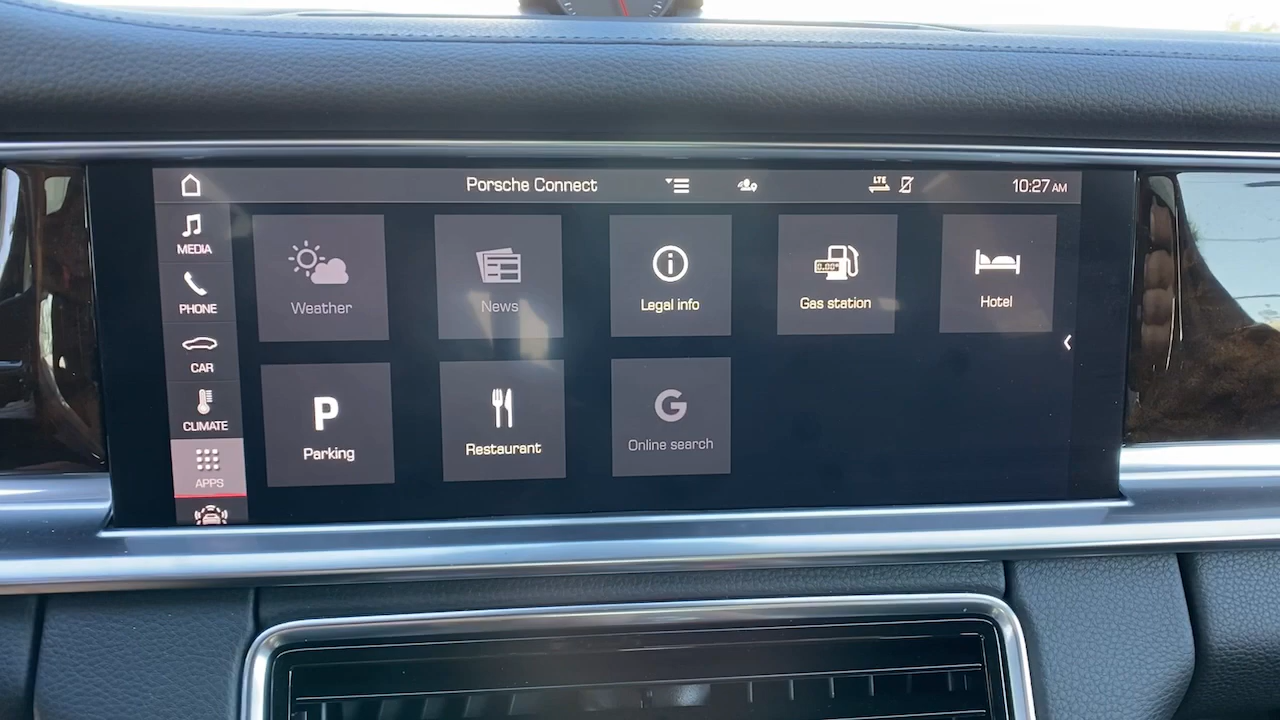 Porsche Connect
LTE
10:27 AM
MEDIA
PHONE
CAR
CLIMATE
APPS
Weather
News
Legal info
Gas station
Hotel
P
Parking
Restaurant
G
Online search